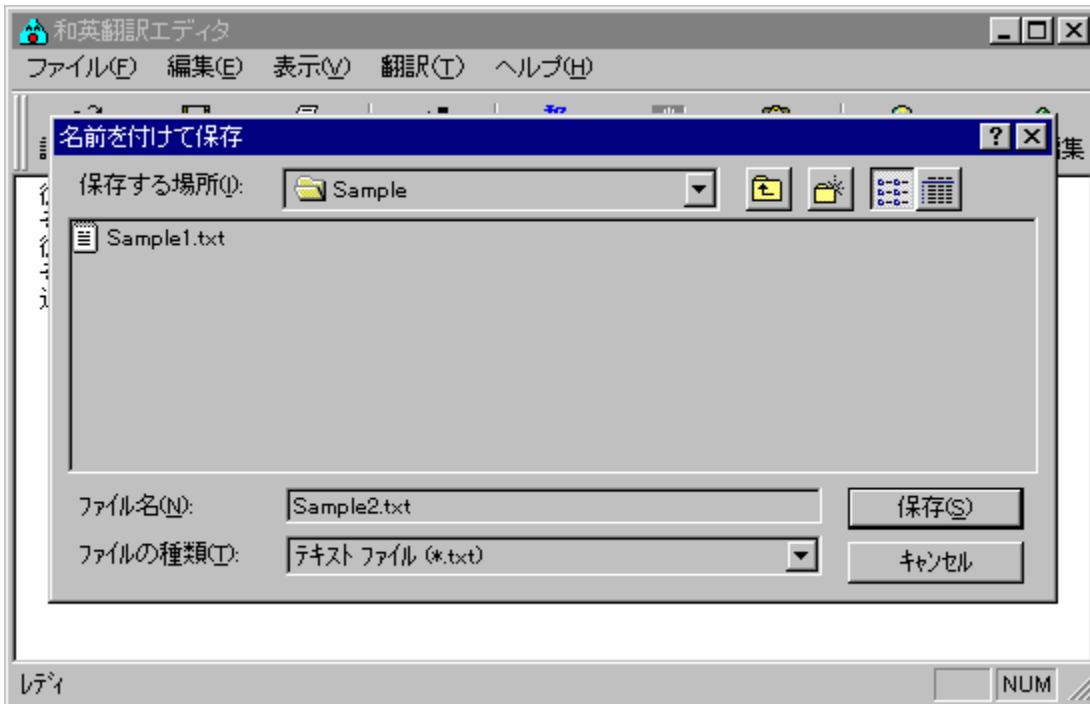 和英翻訳エディタ
ファイル(F) 編集(E) 表示(V) 翻訳(T) ヘルプ(H)
名前を付けて保存
集
保存する場所(I): Sample
Sample1.txt
ファイル名(N): Sample2.txt 保存(S)
ファイルの種類(T): テキスト ファイル (*.txt) キャンセル
レディ NUM